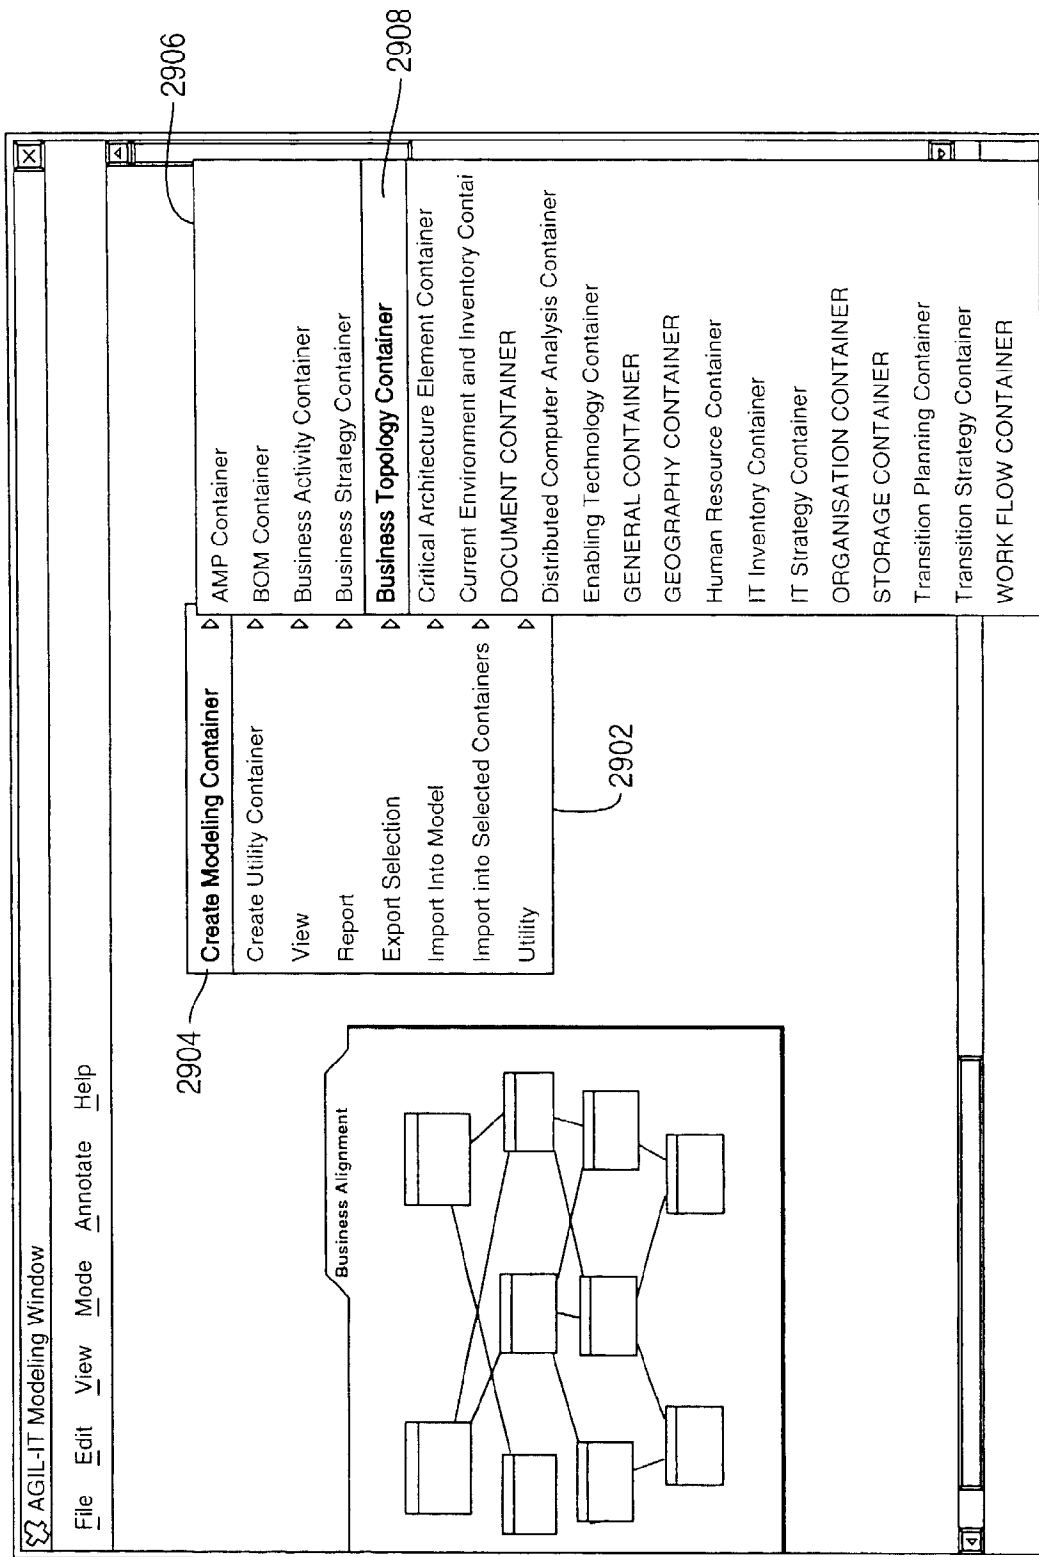 AGIL-IT Modeling Window
File Edit View Mode Annotate Help
2904
Create Modeling Container
Create Utility Container
View
Report
Export Selection
Import Into Model
Import into Selected Containers
Utility
2902
2906
AMP Container
BOM Container
Business Activity Container
Business Strategy Container
Business Topology Container
2908
Critical Architecture Element Container
Current Environment and Inventory Contai
DOCUMENT CONTAINER
Distributed Computer Analysis Container
Enabling Technology Container
GENERAL CONTAINER
GEOGRAPHY CONTAINER
Human Resource Container
IT Inventory Container
IT Strategy Container
ORGANISATION CONTAINER
STORAGE CONTAINER
Transition Planning Container
Transition Strategy Container
WORK FLOW CONTAINER
Business Alignment